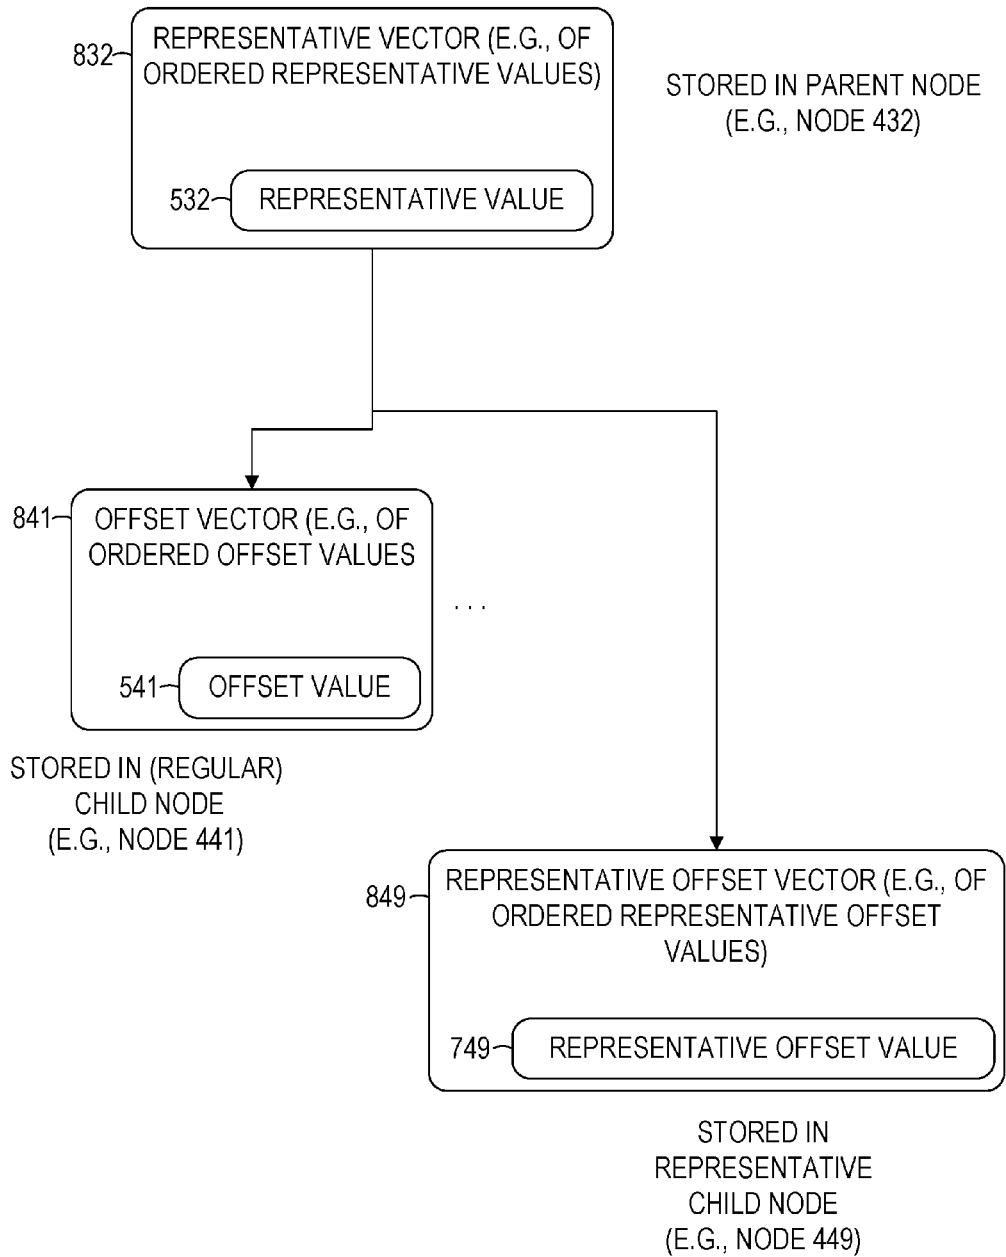 832
REPRESENTATIVE VECTOR (E.G., OF
ORDERED REPRESENTATIVE VALUES)
STORED IN PARENT NODE
(E.G., NODE 432)
532
REPRESENTATIVE VALUE
841
OFFSET VECTOR (E.G., OF
ORDERED OFFSET VALUES
. . .
541
OFFSET VALUE
STORED IN (REGULAR)
CHILD NODE
(E.G., NODE 441)
849
REPRESENTATIVE OFFSET VECTOR (E.G., OF
ORDERED REPRESENTATIVE OFFSET
VALUES)
749
REPRESENTATIVE OFFSET VALUE
STORED IN
REPRESENTATIVE
CHILD NODE
(E.G., NODE 449)